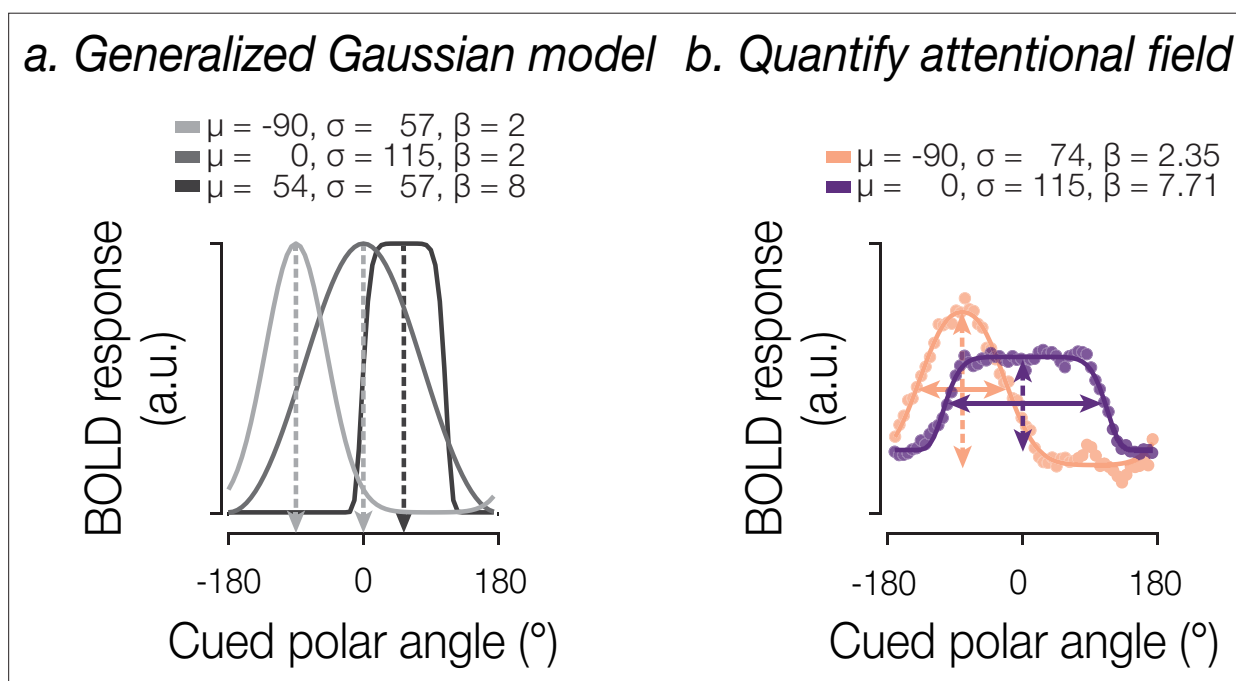 a. Generalized Gaussian model
μ = -90, σ = 57, β = 2
μ = 0, σ = 115, β = 2
μ = 54, σ = 57, β = 8
BOLD response
(a.u.)
-180 0 180
Cued polar angle (°)
b. Quantify attentional field
μ = -90, σ = 74, β = 2.35
μ = 0, σ = 115, β = 7.71
BOLD response
(a.u.)
-180 0 180
Cued polar angle (°)